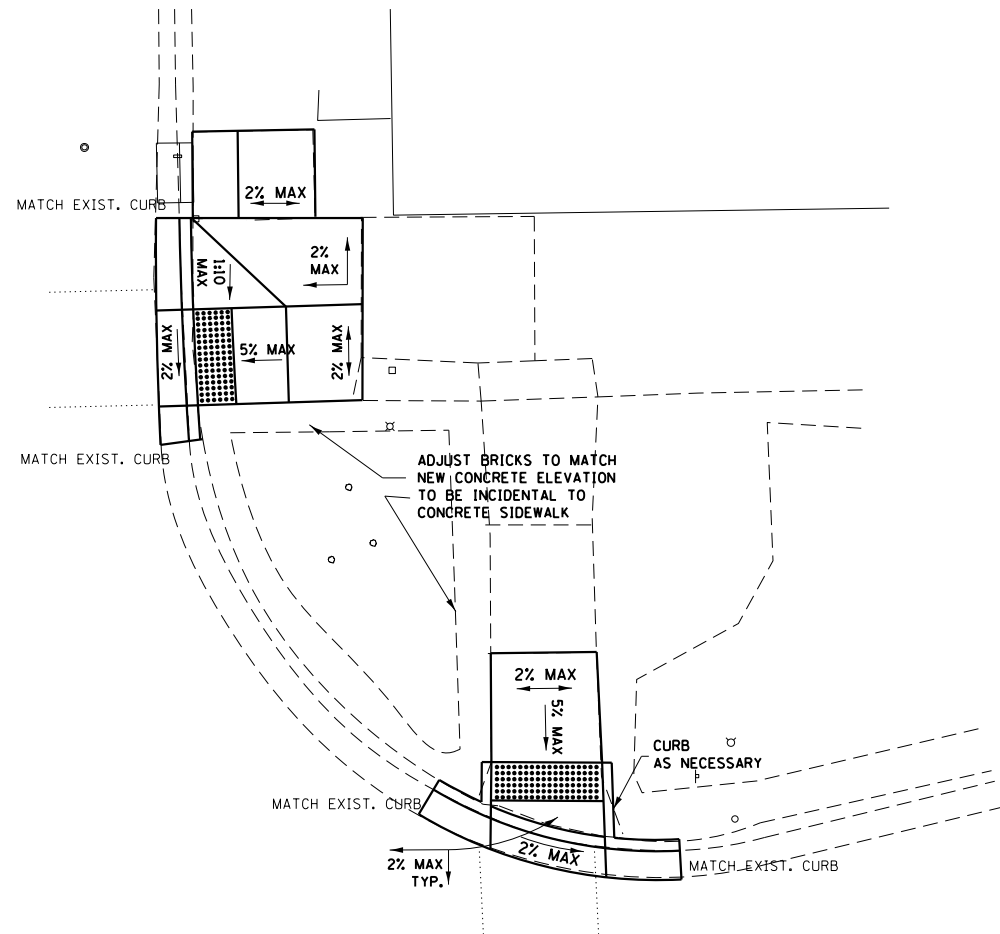 2% MAX
MATCH EXIST. CURB
2%
MAX
1:10
MAX
2% MAX
5% MAX
2% MAX
MATCH EXIST. CURB
ADJUST BRICKS TO MATCH
NEW CONCRETE ELEVATION
TO BE INCIDENTAL TO
CONCRETE SIDEWALK
2% MAX
5% MAX
CURB
AS NECESSARY
MATCH EXIST. CURB
2% MAX
2% MAX
TYP.
MATCH EXIST. CURB